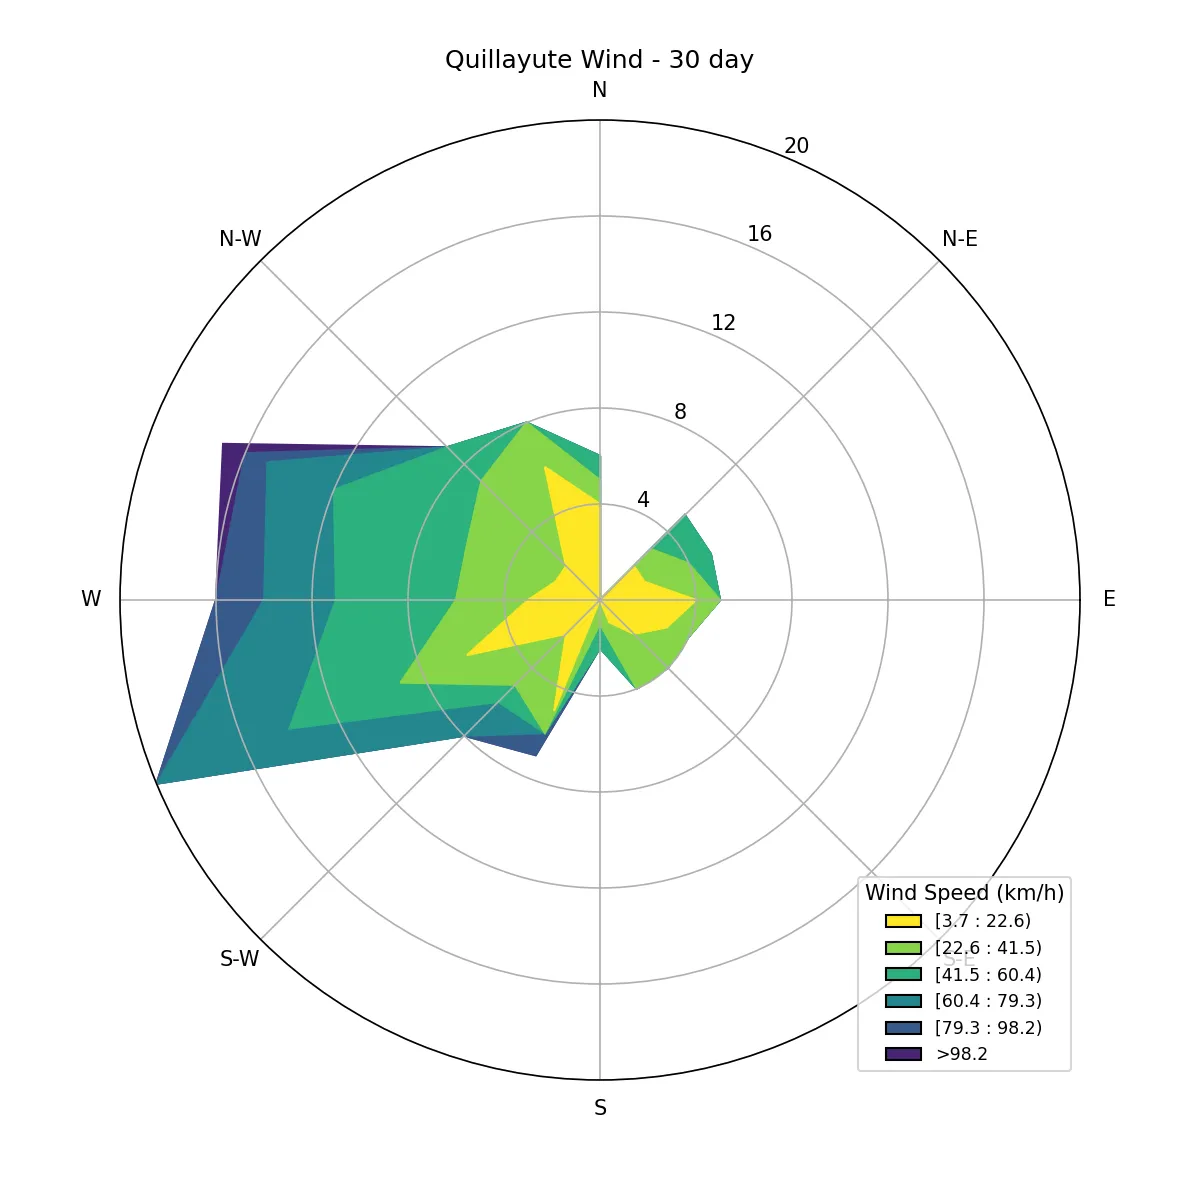 Quillayute Wind - 30 day
N
20
N-W
16
N-E
12
8
4
W
E
S-W
S-E
S
Wind Speed (km/h)
[3.7 : 22.6)
[22.6 : 41.5)
[41.5 : 60.4)
[60.4 : 79.3)
[79.3 : 98.2)
>98.2